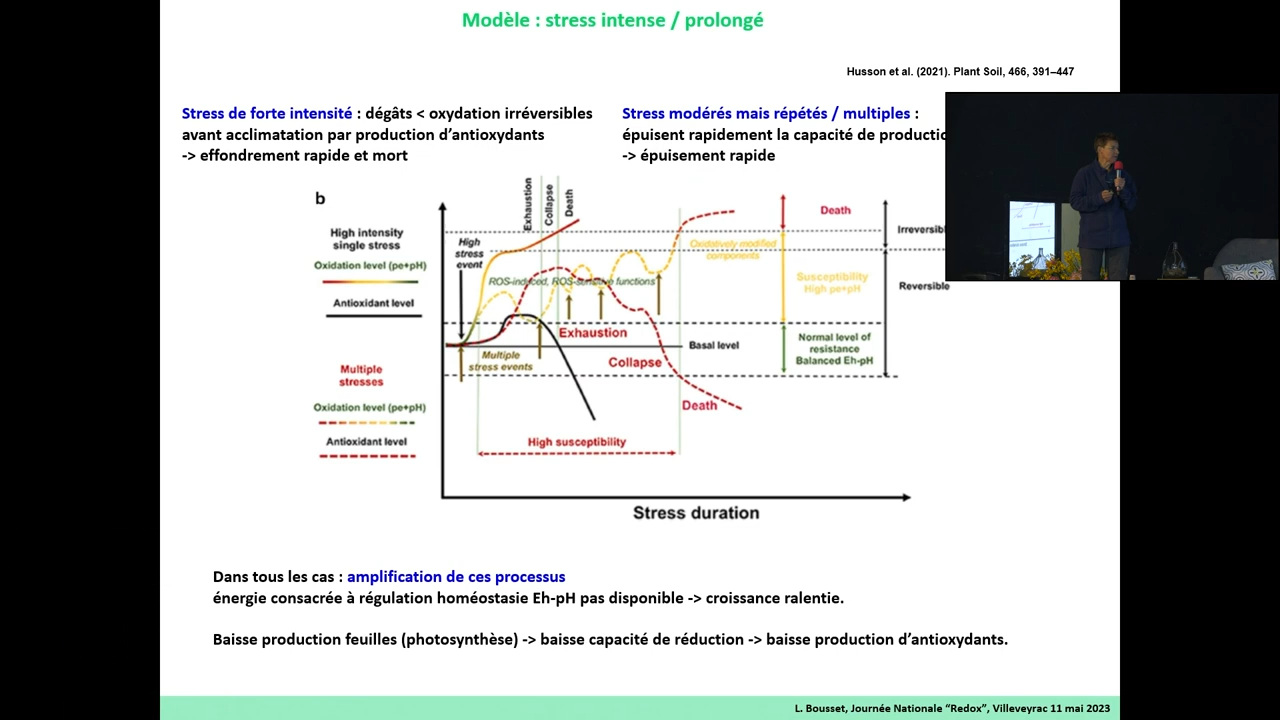 Modèle : stress intense / prolongé
Husson et al. (2021). Plant Soil, 466, 391–447
Stress de forte intensité : dégâts < oxydation irréversibles
avant acclimatation par production d'antioxydants
-> effondrement rapide et mort
Stress modérés mais répétés / multiples :
épuisent rapidement la capacité de
-> épuisement rapide
b
High intensity
single stress
Oxidation level (pe+pH)
Antioxidant level
Multiple
stresses
Oxidation level (pe+pH)
Antioxidant level
Exhaustion
Collapse
Death
High
stress
event
ROS-induced, ROS-sensitive functions
Multiple
stress events
Exhaustion
Collapse
Death
Basal level
High susceptibility
Oxidatively modified
components
Death
Susceptibility
High pe+pH
Normal level of
resistance
Balanced Eh-pH
Reversible
Stress duration
Dans tous les cas : amplification de ces processus
énergie consacrée à régulation homéostasie Eh-pH pas disponible -> croissance ralentie.
Baisse production feuilles (photosynthèse) -> baisse capacité de réduction -> baisse production d'antioxydants.
L. Bousset, Journée Nationale "Redox", Villeveyrac 11 mai 2023